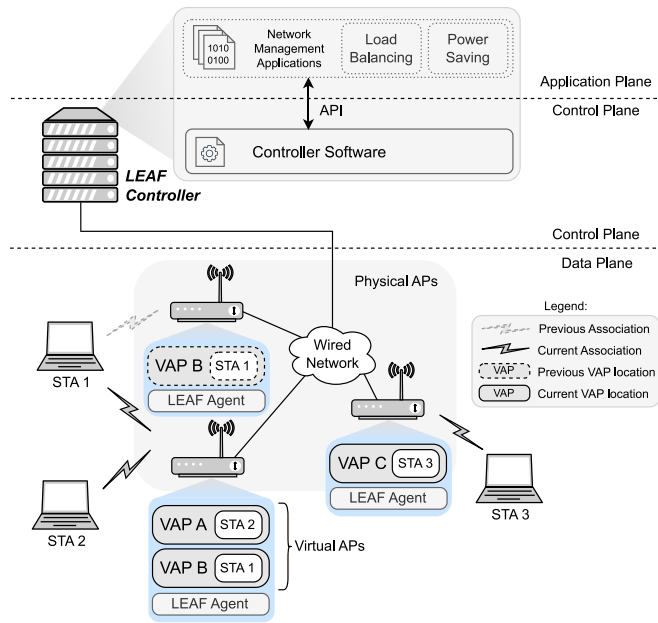 1010
0100
Network
Management
Applications
Load
Balancing
Power
Saving
Application Plane
API
Control Plane
Controller Software
LEAF
Controller
Control Plane
Data Plane
Physical APs
Legend:
Previous Association
Current Association
VAP Previous VAP location
VAP Current VAP location
STA 1
VAP B STA 1
LEAF Agent
Wired
Network
STA 2
VAP C STA 3
LEAF Agent
STA 3
VAP A STA 2
VAP B STA 1
LEAF Agent
Virtual APs